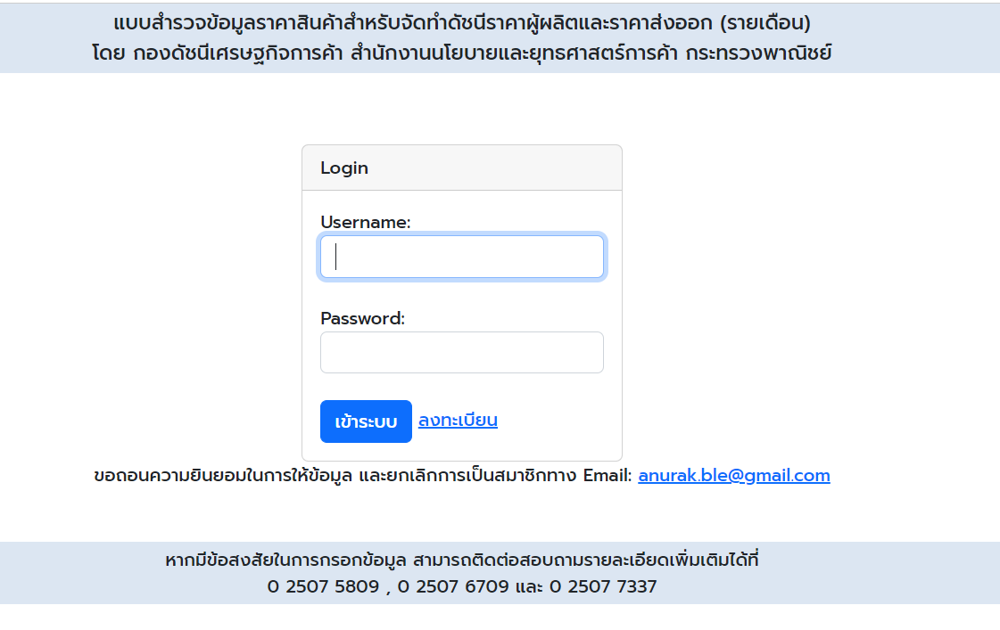 แบบสำรวจข้อมูลราคาสินค้าสำหรับจัดทำดัชนีราคาผู้ผลิตและราคาส่งออก (รายเดือน)
โดย กองดัชนีเศรษฐกิจการค้า สำนักงานนโยบายและยุทธศาสตร์การค้า กระทรวงพาณิชย์
Login
Username:
Password:
เข้าระบบ ลงทะเบียน
ขอถอนความยินยอมในการให้ข้อมูล และยกเลิกการเป็นสมาชิกทาง Email: anurak.ble@gmail.com
หากมีข้อสงสัยในการกรอกข้อมูล สามารถติดต่อสอบถามรายละเอียดเพิ่มเติมได้ที่
0 2507 5809 , 0 2507 6709 และ 0 2507 7337